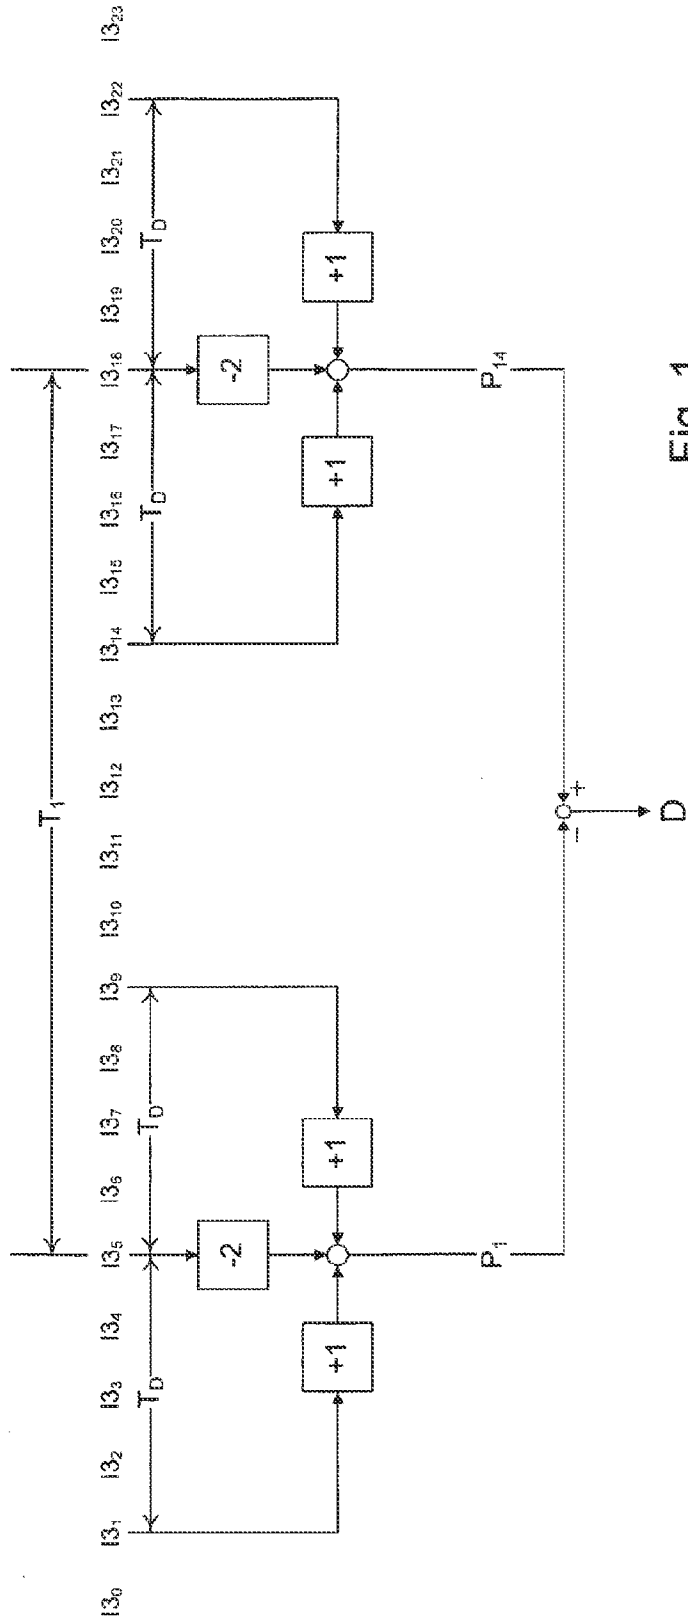 T₁
I3₀ I3₁ I3₂ I3₃ I3₄ I3₅ I3₆ I3₇ I3₈ I3₉ I3₁₀ I3₁₁ I3₁₂ I3₁₃ I3₁₄ I3₁₅ I3₁₆ I3₁₇ I3₁₈ I3₁₉ I3₂₀ I3₂₁ I3₂₂ I3₂₃
T_D T_D T_D T_D
-2 -2
+1 +1 +1 +1
P₁ P₁₄
− +
D
Fig. 1